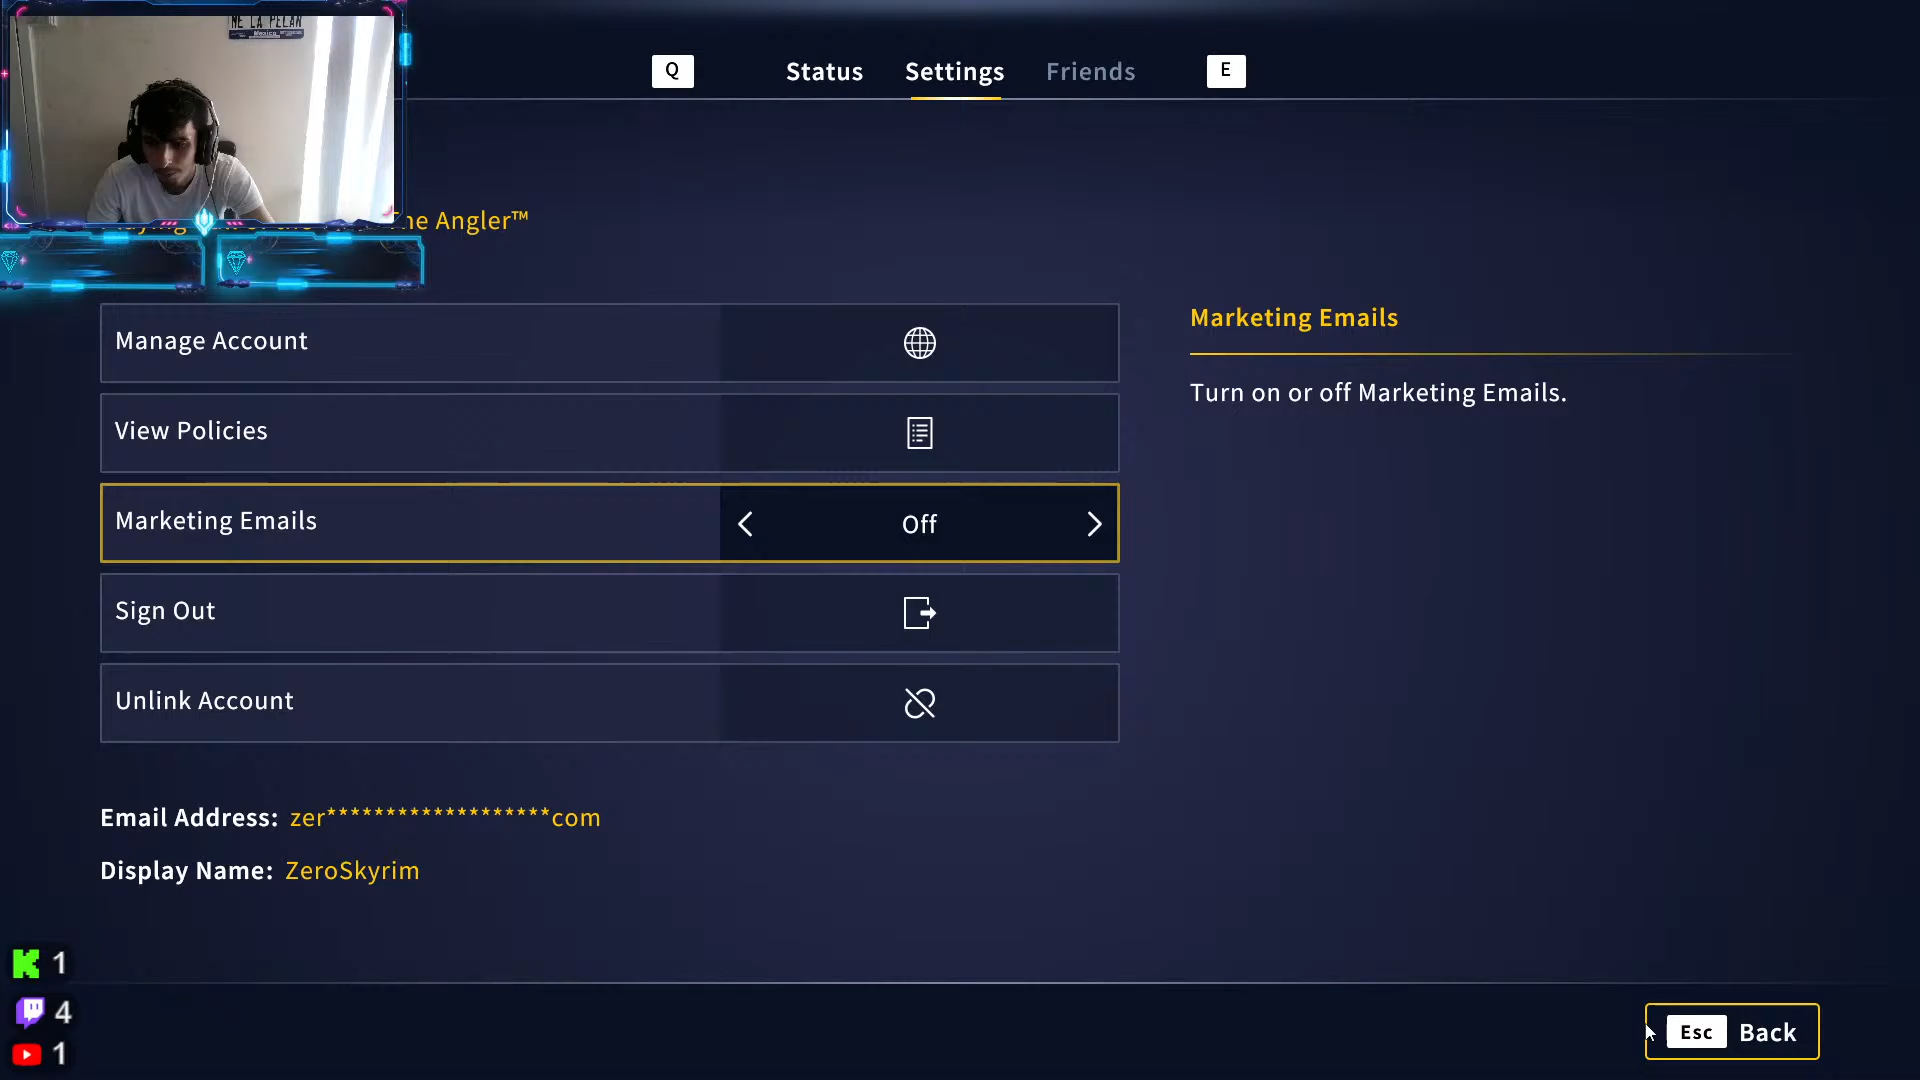 ME LA PELAN
Mexico
Q
Status
Settings
Friends
E
The Angler™
Manage Account
View Policies
Marketing Emails
Off
Sign Out
Unlink Account
Marketing Emails
Turn on or off Marketing Emails.
Email Address: zer*******************com
Display Name: ZeroSkyrim
1
4
1
Esc Back